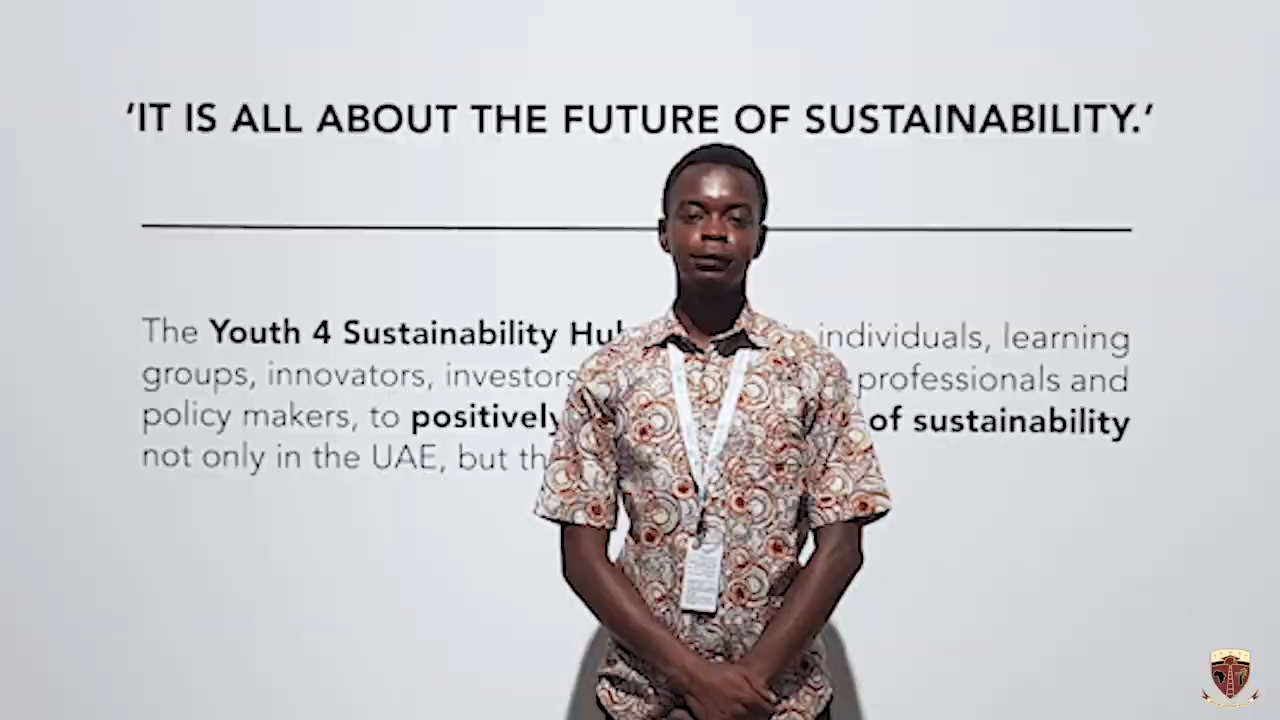 ‘IT IS ALL ABOUT THE FUTURE OF SUSTAINABILITY.’
The Youth 4 Sustainability Hub individuals, learning
groups, innovators, investors professionals and
policy makers, to positively of sustainability
not only in the UAE, but